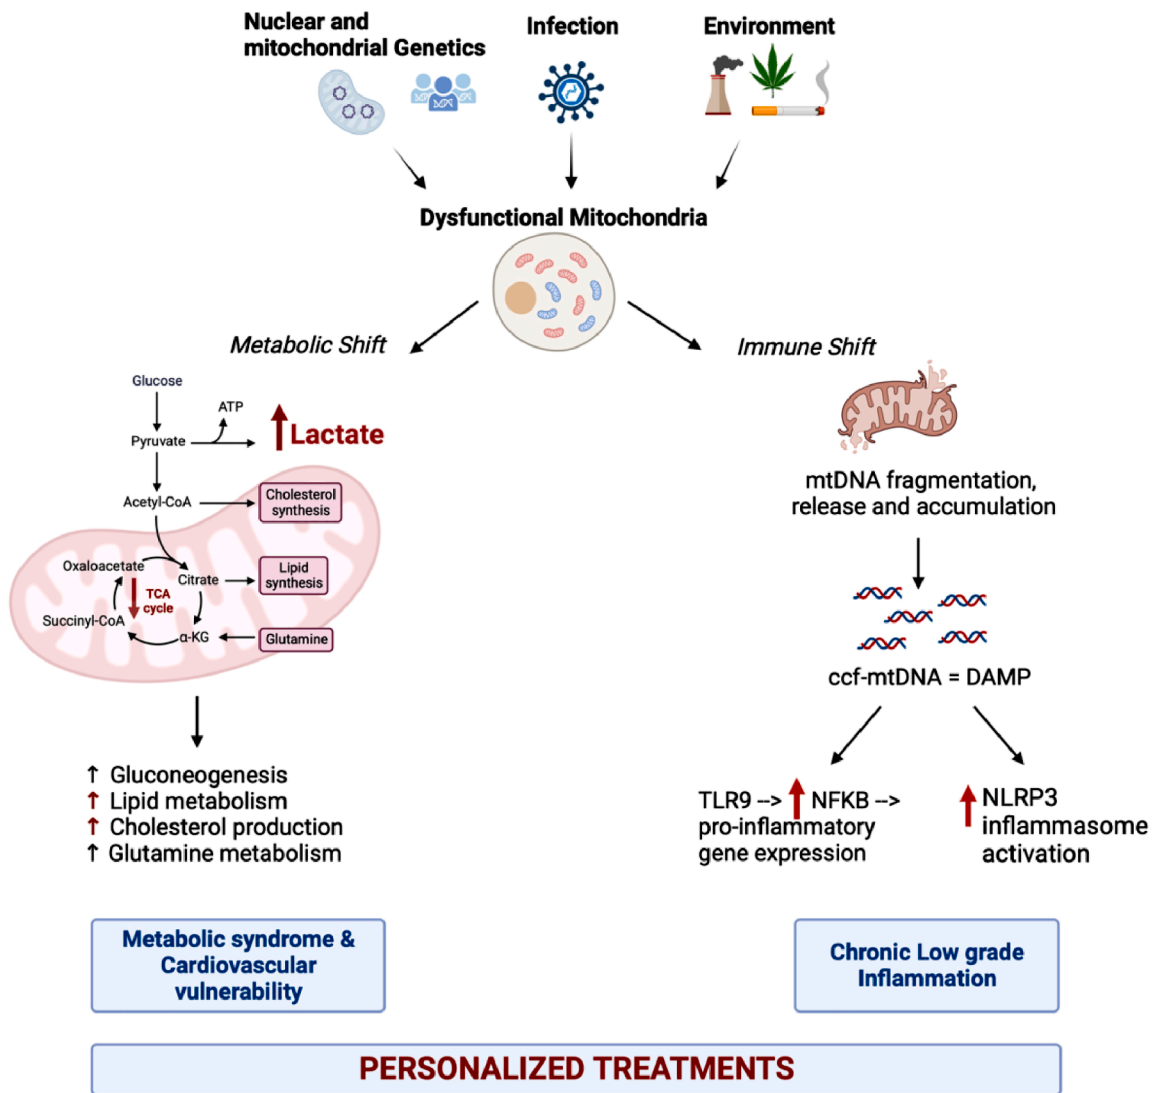 Nuclear and
mitochondrial Genetics
Infection
Environment
Dysfunctional Mitochondria
Metabolic Shift
Immune Shift
Glucose
ATP
Pyruvate
↑ Lactate
Acetyl-CoA
Cholesterol
synthesis
Oxaloacetate
Citrate
Lipid
synthesis
TCA
cycle
Succinyl-CoA
α-KG
Glutamine
mtDNA fragmentation,
release and accumulation
ccf-mtDNA = DAMP
↑ Gluconeogenesis
↑ Lipid metabolism
↑ Cholesterol production
↑ Glutamine metabolism
TLR9 --> ↑ NFKB -->
pro-inflammatory
gene expression
↑ NLRP3
inflammasome
activation
Metabolic syndrome &
Cardiovascular
vulnerability
Chronic Low grade
Inflammation
PERSONALIZED TREATMENTS